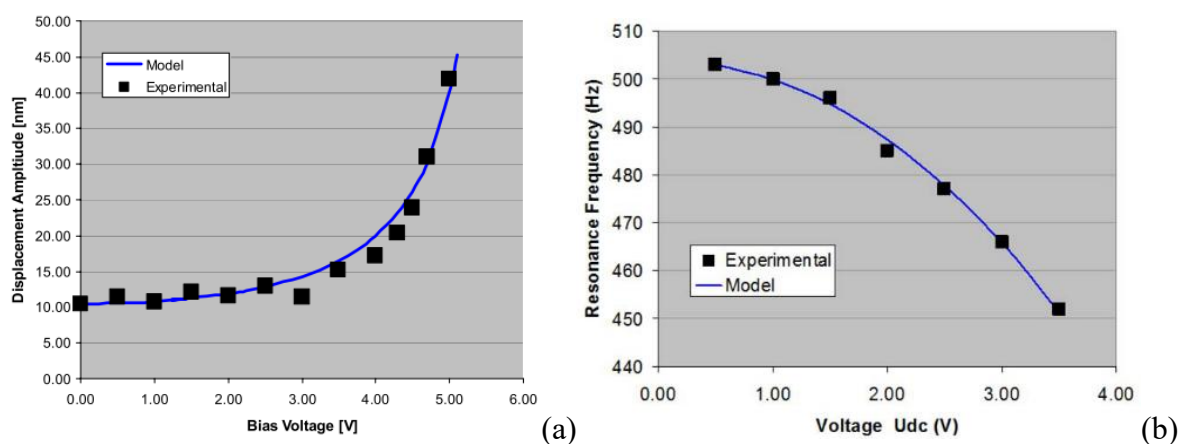 50.00
45.00
40.00
35.00
30.00
25.00
20.00
15.00
10.00
5.00
0.00
0.00 1.00 2.00 3.00 4.00 5.00 6.00
Displacement Ampltiude [nm]
Bias Voltage [V]
Model
Experimental
(a)
510
500
490
480
470
460
450
440
0.00 1.00 2.00 3.00 4.00
Resonance Frequency (Hz)
Voltage Udc (V)
Experimental
Model
(b)